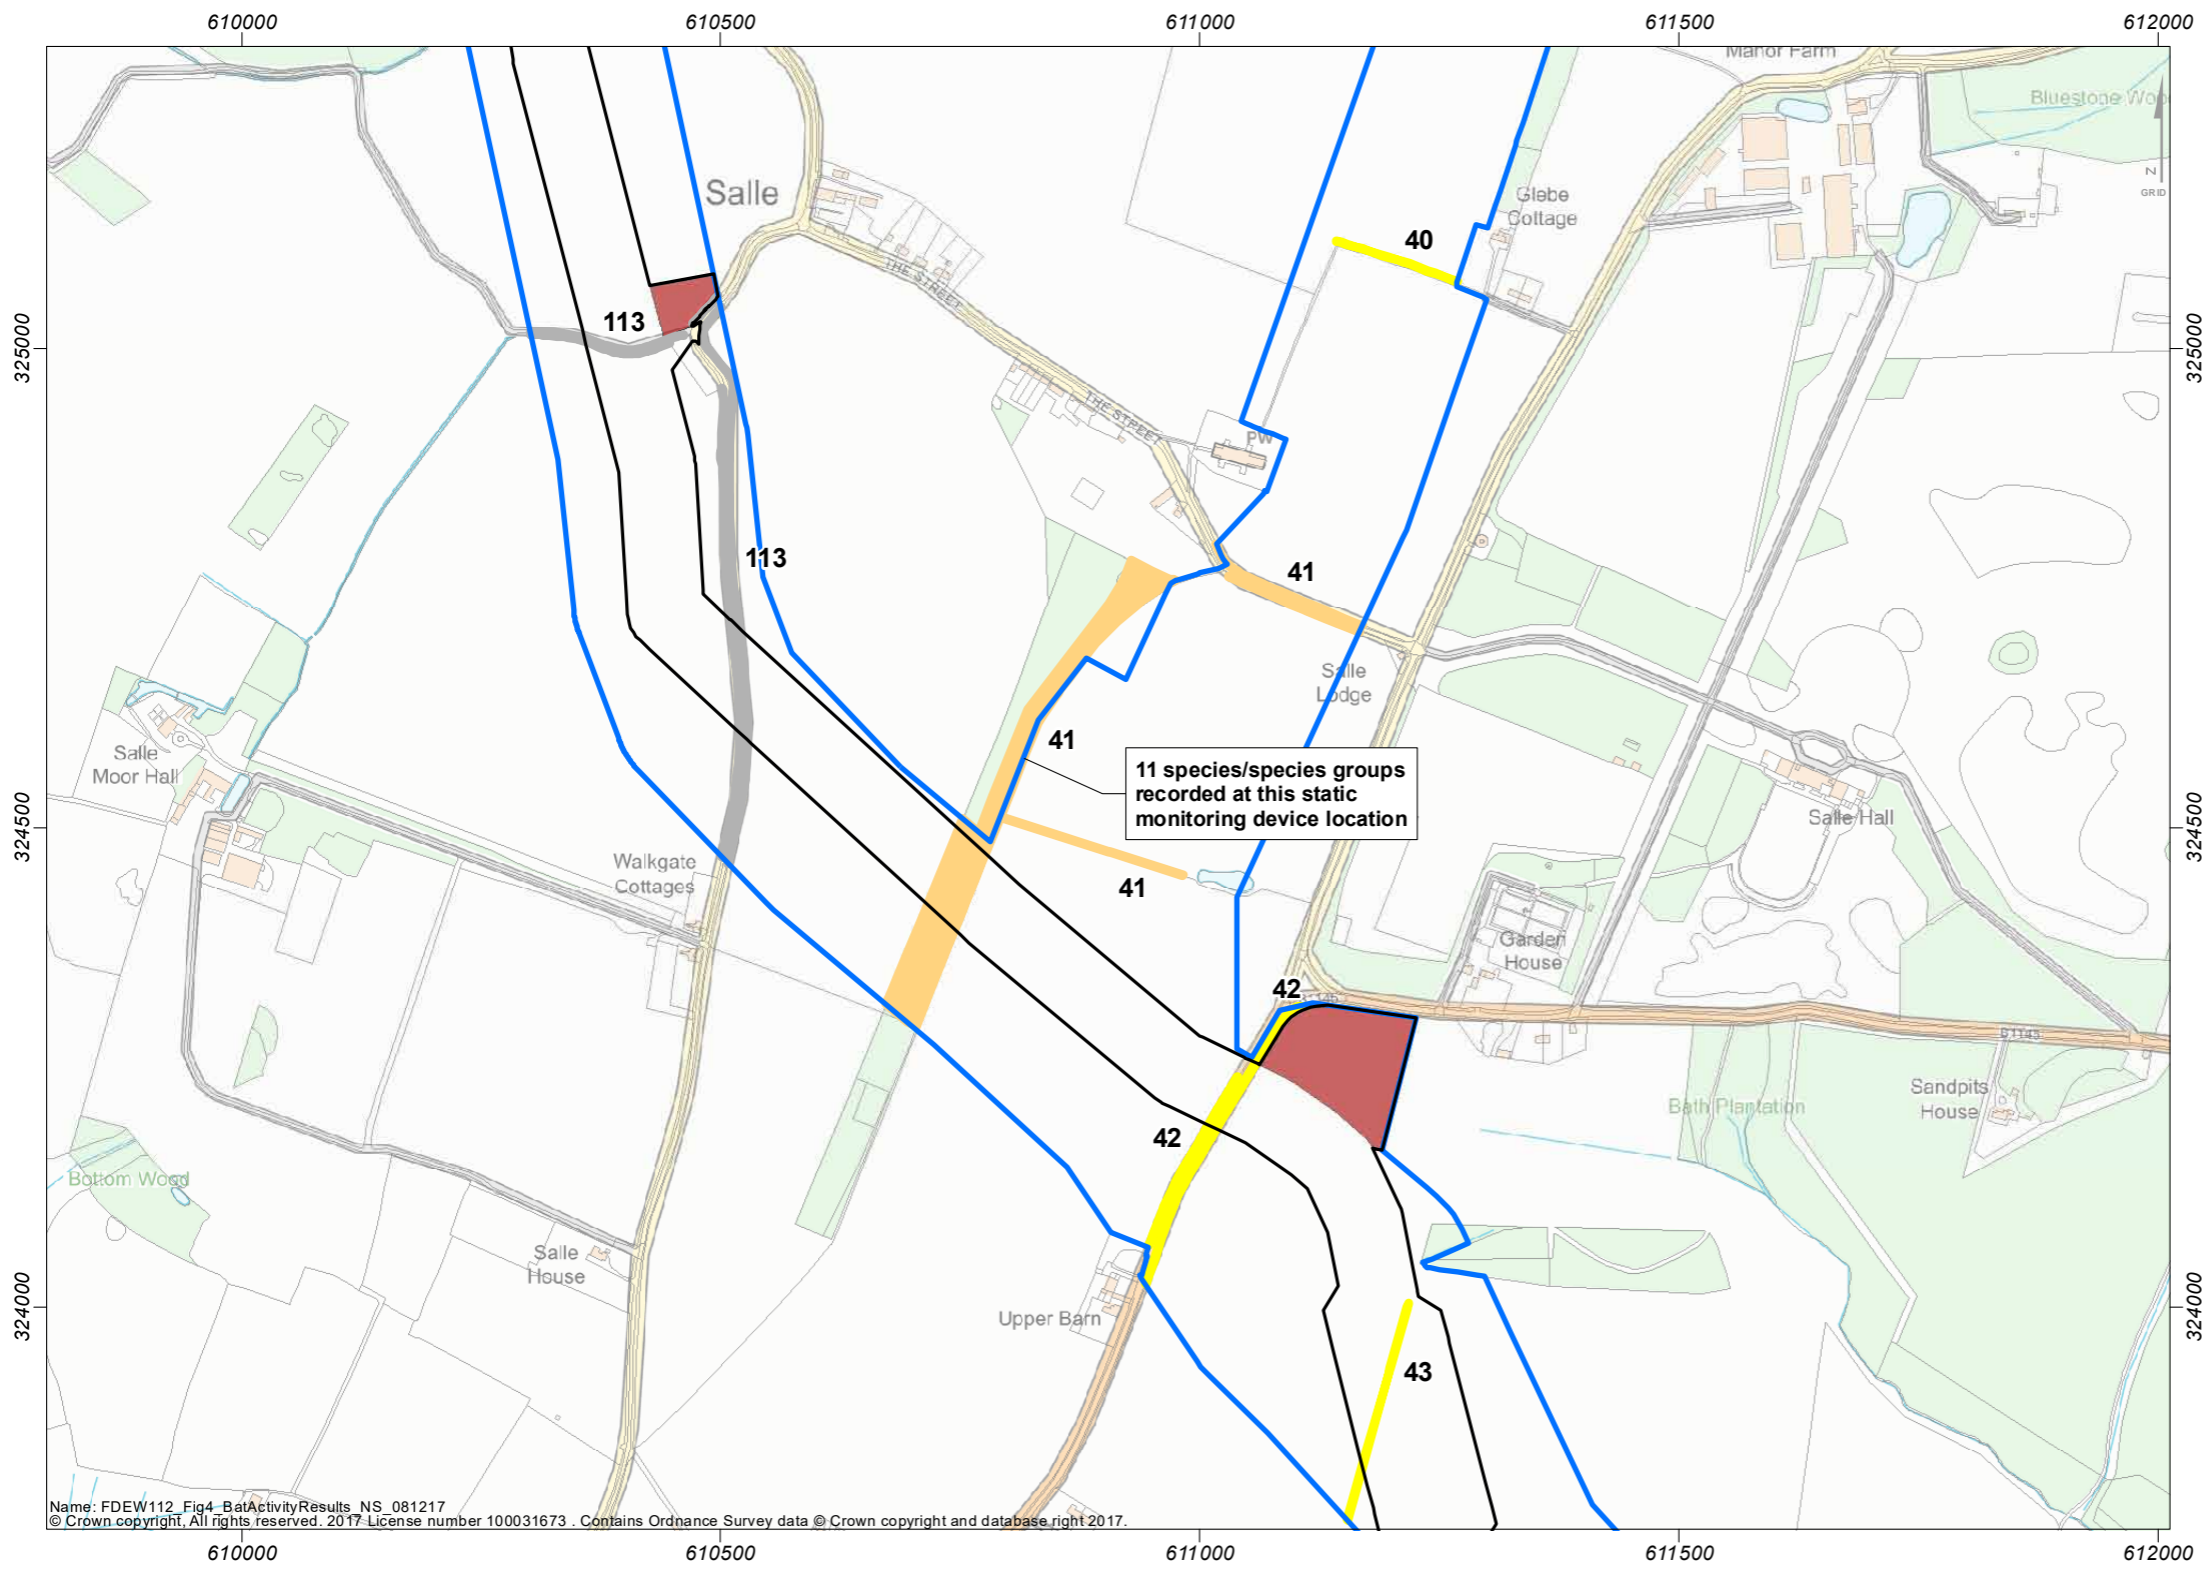 610000
610500
611000
611500
612000
Manor Farm
Bluestone
N
GRID
Salle
Glebe
Cottage
40
THE STREET
113
325000
325000
THE STREET
PW
113
41
Salle
Lodge
41
Salle
Moor Hall
11 species/species groups
recorded at this static
monitoring device location
Salle Hall
324500
324500
Walkgate
Cottages
41
Garden
House
42
B1145
Sandpits
House
Bath Plantation
42
Bottom Wood
Salle
House
Upper Barn
324000
324000
43
Name: FDEW112_Fig4_BatActivityResults_NS_081217
© Crown copyright, All rights reserved. 2017 License number 100031673 . Contains Ordnance Survey data © Crown copyright and database right 2017.
610000
610500
611000
611500
612000